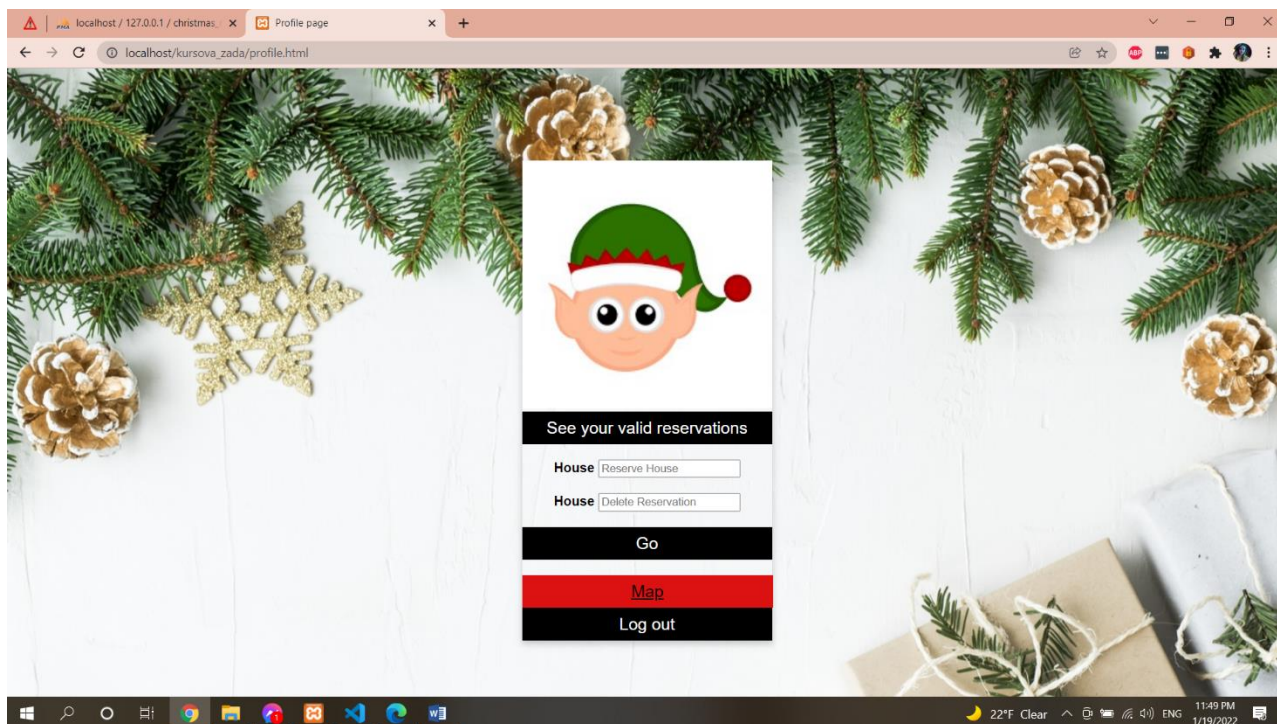 localhost / 127.0.0.1 / christmas_
Profile page
localhost/kursova_zada/profile.html
ABP
See your valid reservations
House Reserve House
House Delete Reservation
Go
Map
Log out
22°F Clear
ENG
11:49 PM
1/19/2022